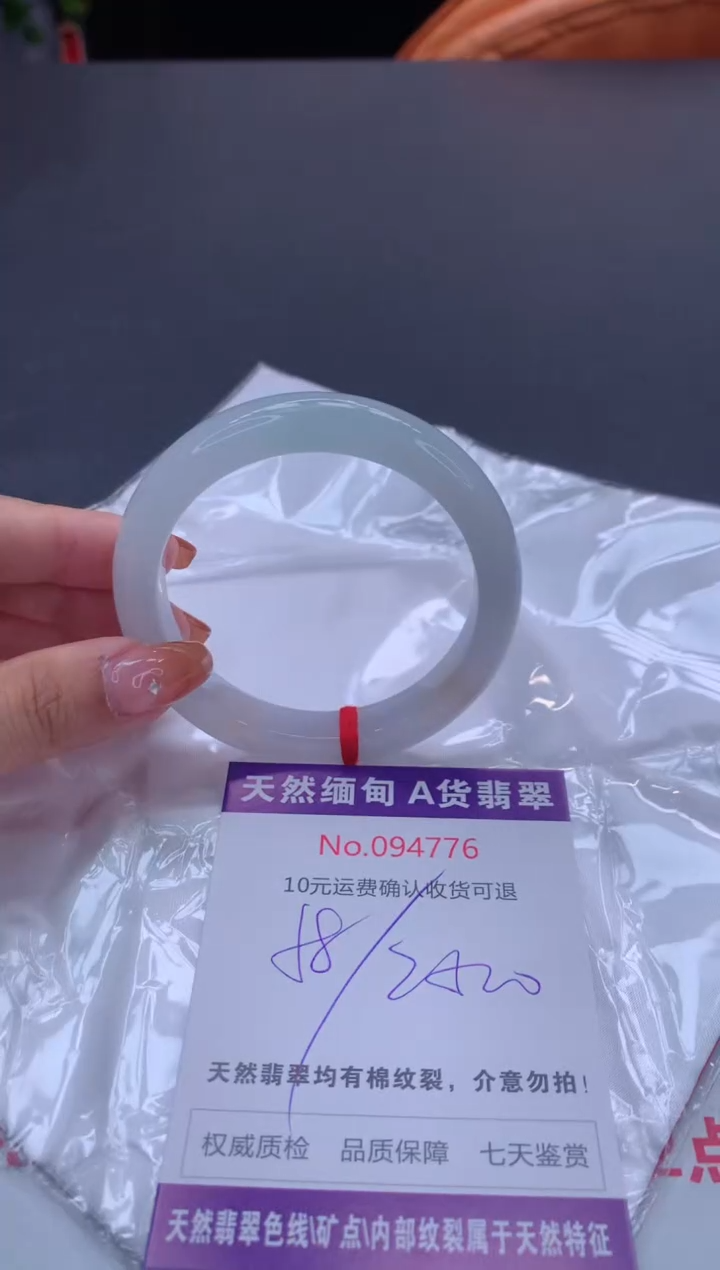 天然缅甸 A货翡翠
No.094776
10元运费确认收货可退
58/2420
天然翡翠均有棉纹裂，介意勿拍！
权威质检 品质保障 七天鉴赏
天然翡翠色线\矿点\内部纹裂属于天然特征
点